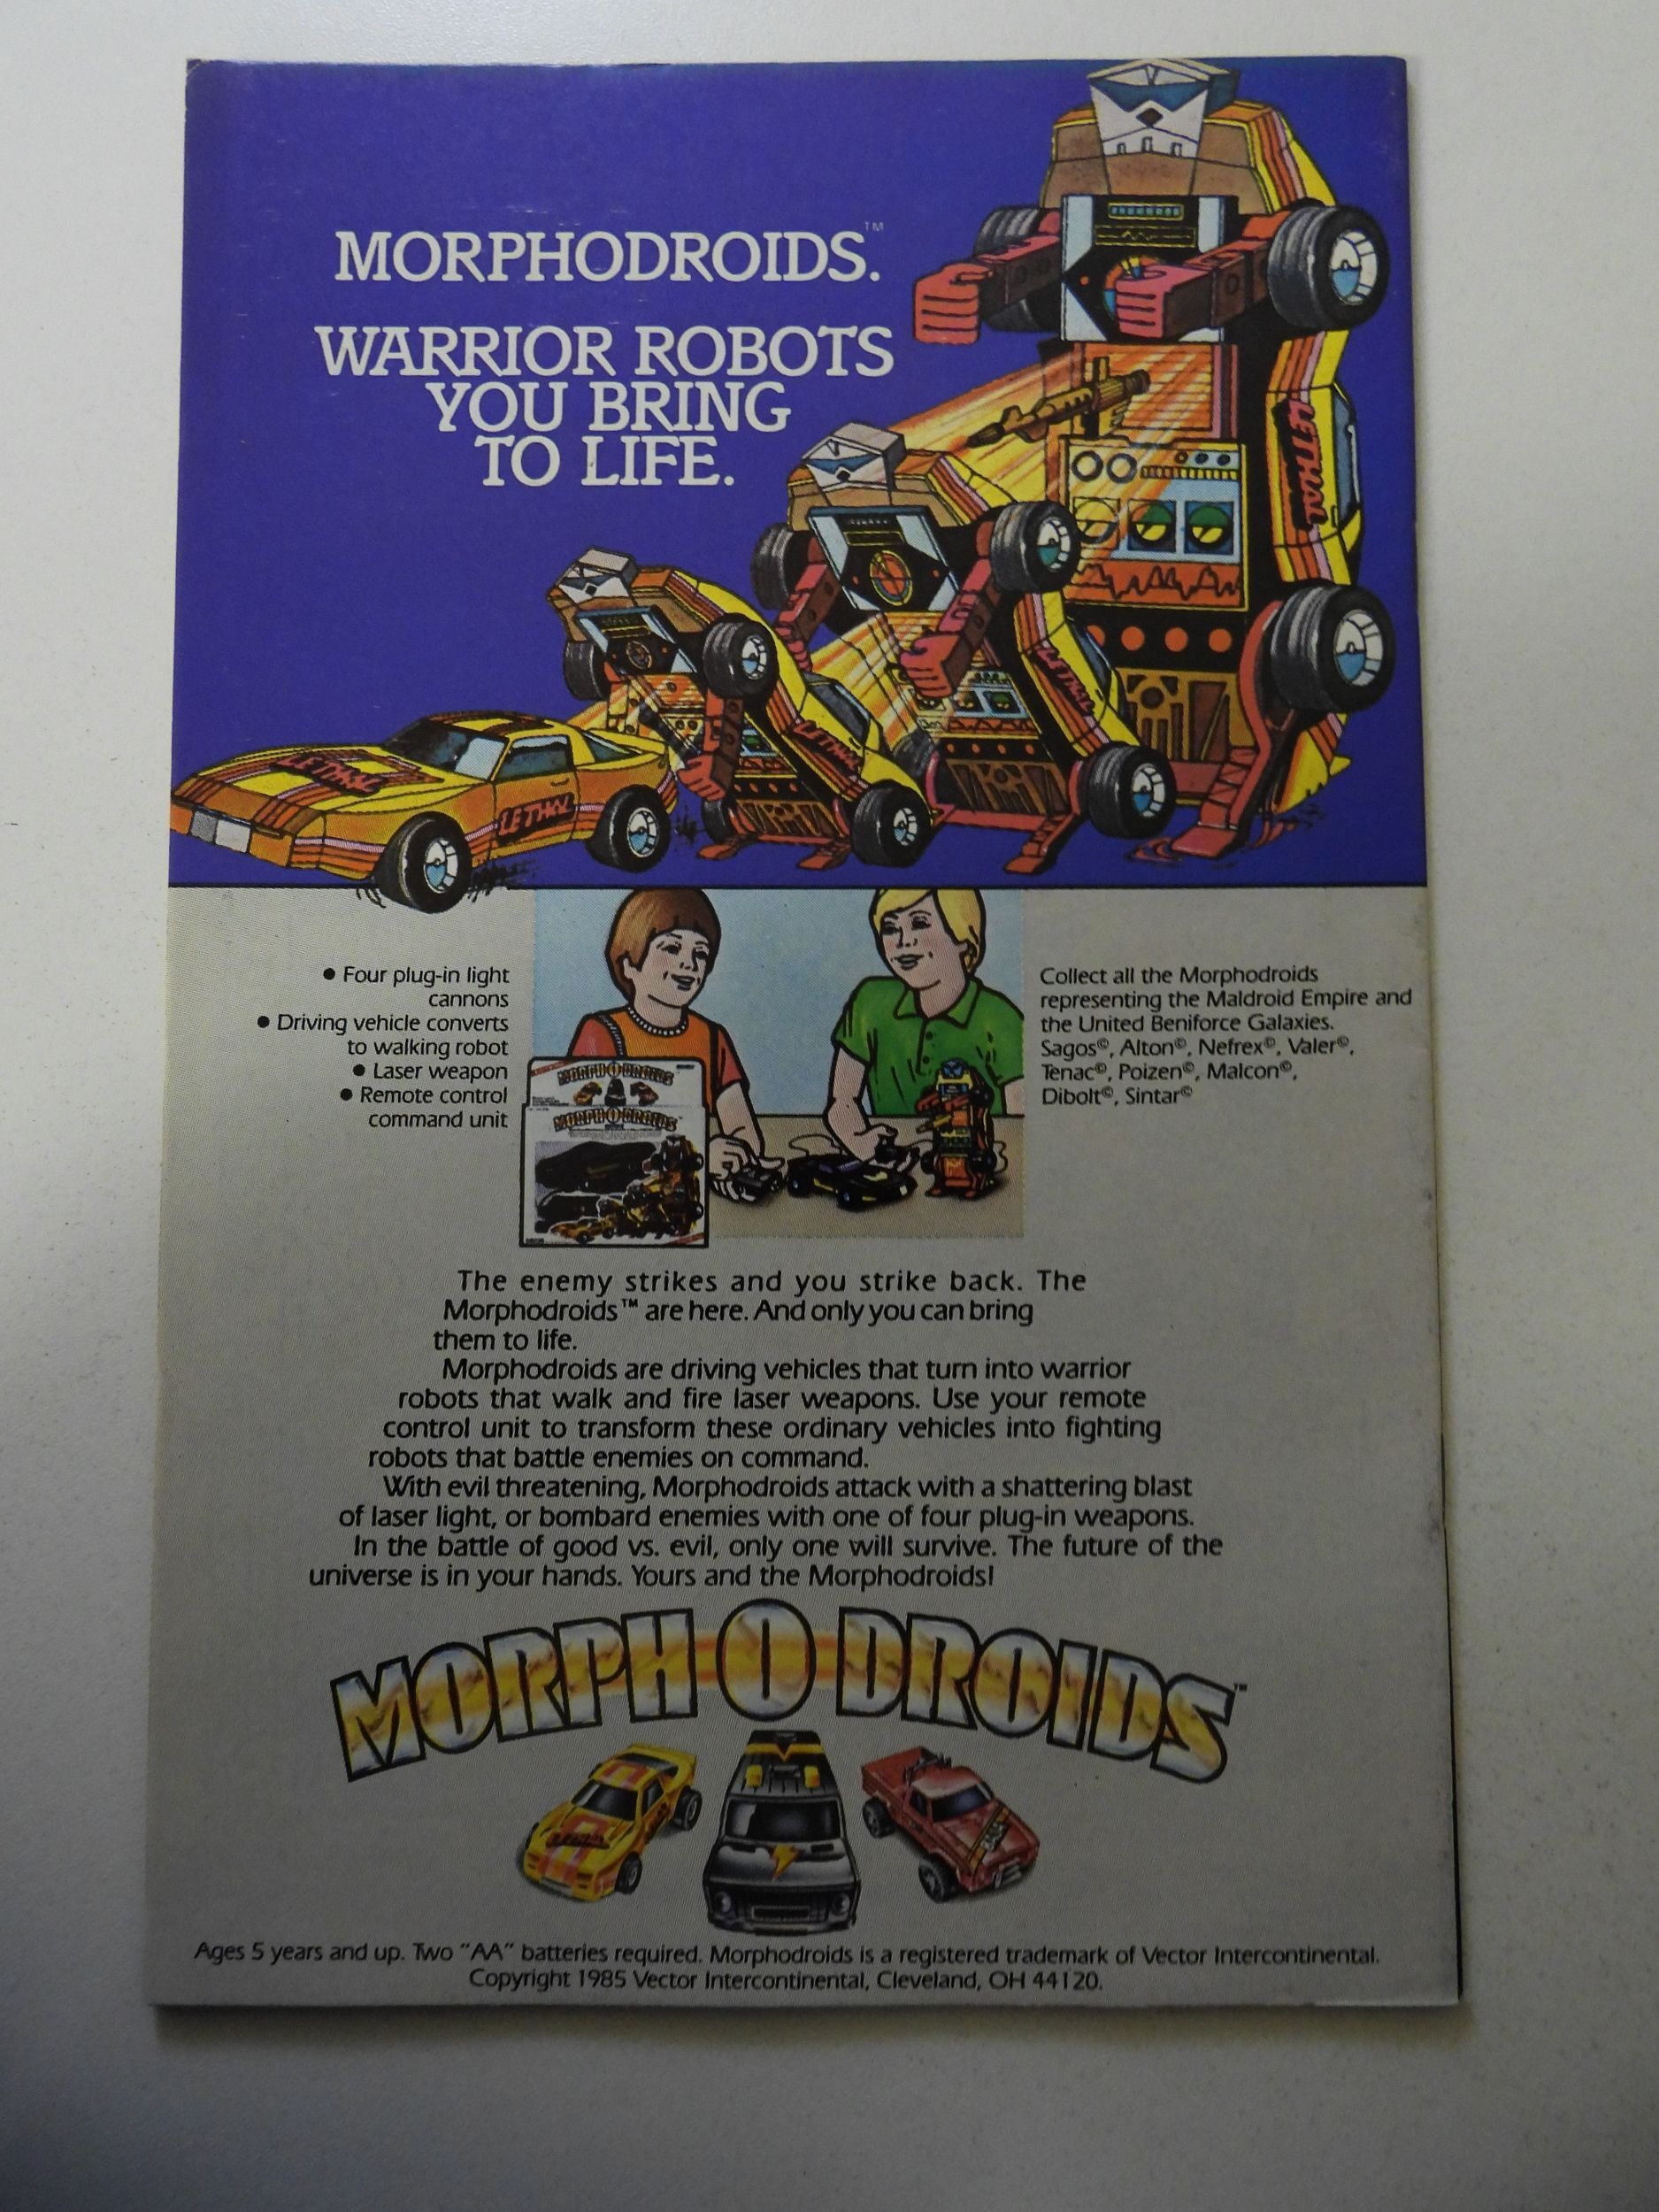 MORPHODROIDS.™
WARRIOR ROBOTS
YOU BRING
TO LIFE.
LETHAL
LETHAL
LETHAL
LETHAL
LETHAL
• Four plug-in light
cannons
• Driving vehicle converts
to walking robot
• Laser weapon
• Remote control
command unit
MORPH-O-DROIDS
MORPH-O-DROIDS
Collect all the Morphodroids
representing the Maldroid Empire and
the United Beniforce Galaxies.
Sagos©, Alton©, Nefrex©, Valer©,
Tenac©, Poizen©, Malcon©,
Dibolt©, Sintar©
The enemy strikes and you strike back. The
Morphodroids™ are here. And only you can bring
them to life.
Morphodroids are driving vehicles that turn into warrior
robots that walk and fire laser weapons. Use your remote
control unit to transform these ordinary vehicles into fighting
robots that battle enemies on command.
With evil threatening, Morphodroids attack with a shattering blast
of laser light, or bombard enemies with one of four plug-in weapons.
In the battle of good vs. evil, only one will survive. The future of the
universe is in your hands. Yours and the Morphodroids!
MORPH-O-DROIDS™
Ages 5 years and up. Two "AA" batteries required. Morphodroids is a registered trademark of Vector Intercontinental.
Copyright 1985 Vector Intercontinental, Cleveland, OH 44120.